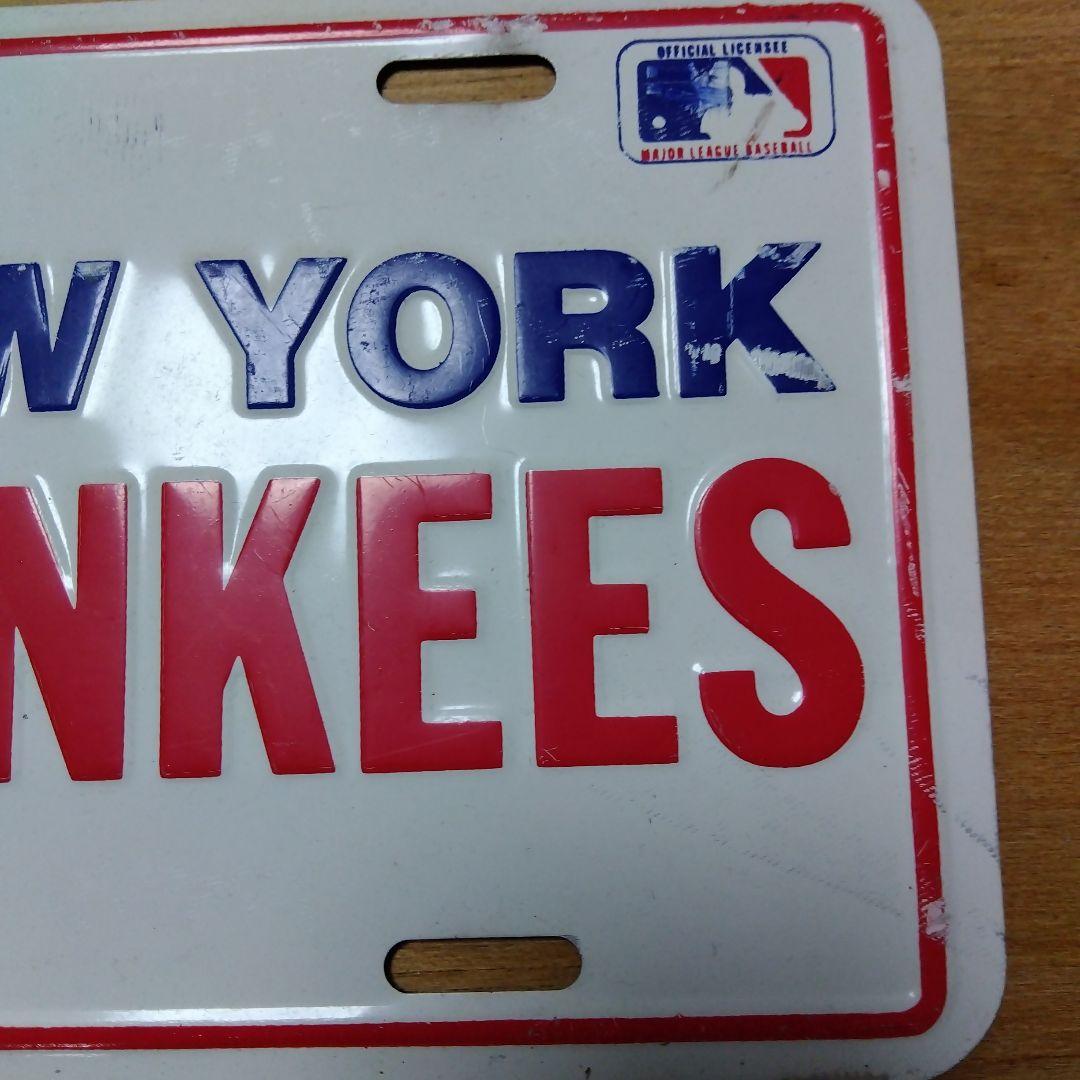 OFFICIAL LICENSEE
MAJOR LEAGUE BASEBALL
W YORK
NKEES